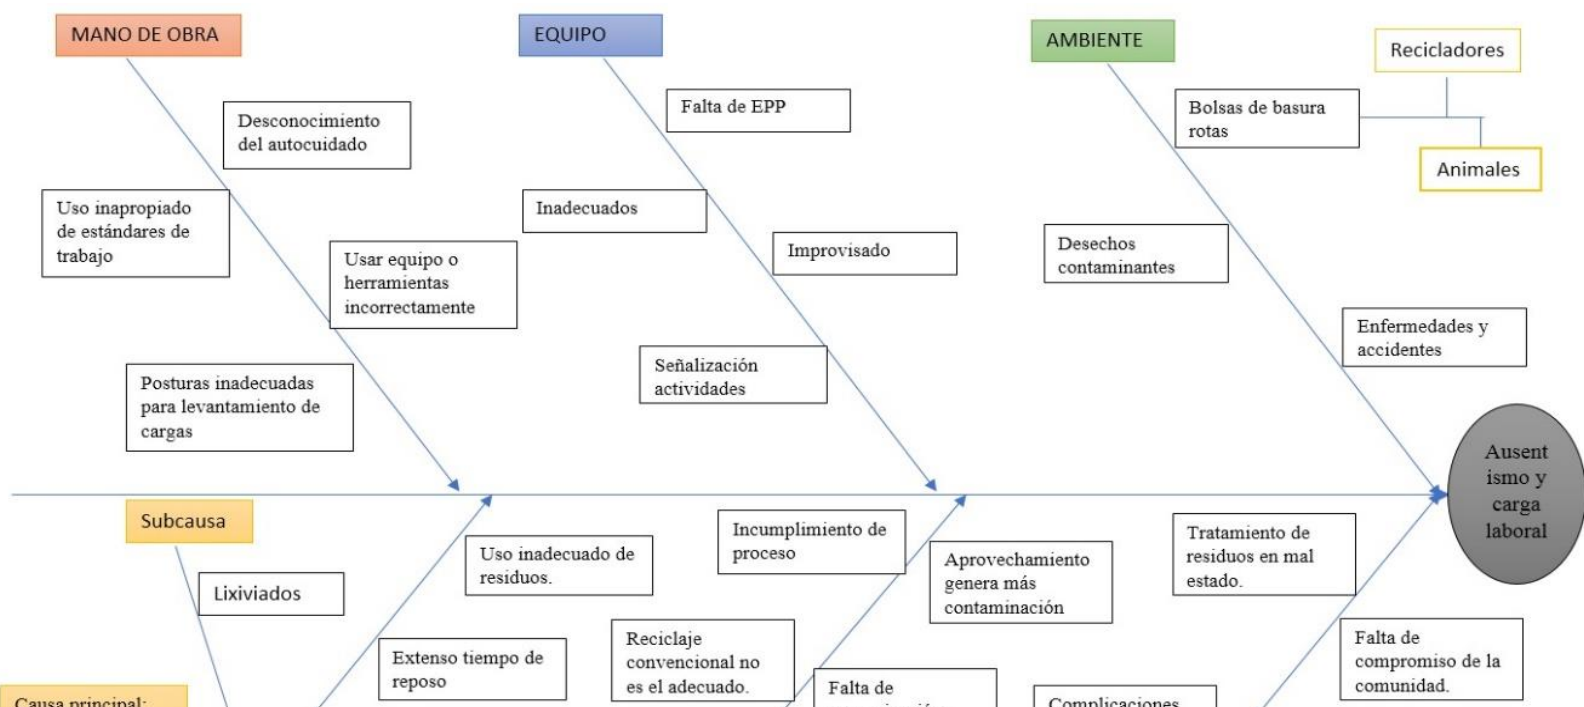 MANO DE OBRA
EQUIPO
AMBIENTE
Recicladores
Desconocimiento
del autocuidado
Falta de EPP
Bolsas de basura
rotas
Animales
Uso inapropiado
de estándares de
trabajo
Inadecuados
Usar equipo o
herramientas
incorrectamente
Improvisado
Desechos
contaminantes
Posturas inadecuadas
para levantamiento de
cargas
Señalización
actividades
Enfermedades y
accidentes
Ausent
ismo y
carga
laboral
Subcausa
Lixiviados
Uso inadecuado de
residuos.
Incumplimiento de
proceso
Aprovechamiento
genera más
contaminación
Tratamiento de
residuos en mal
estado.
Extenso tiempo de
reposo
Reciclaje
convencional no
es el adecuado.
Falta de
Falta de
compromiso de la
comunidad.
Causa principal:
Complicaciones